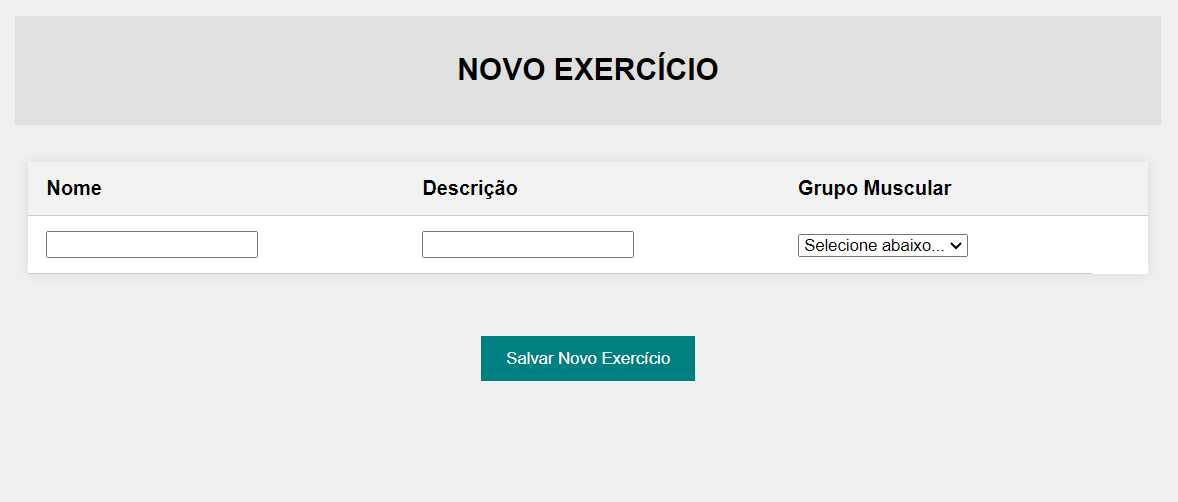 NOVO EXERCÍCIO
Nome Descrição Grupo Muscular
Selecione abaixo...
Salvar Novo Exercício